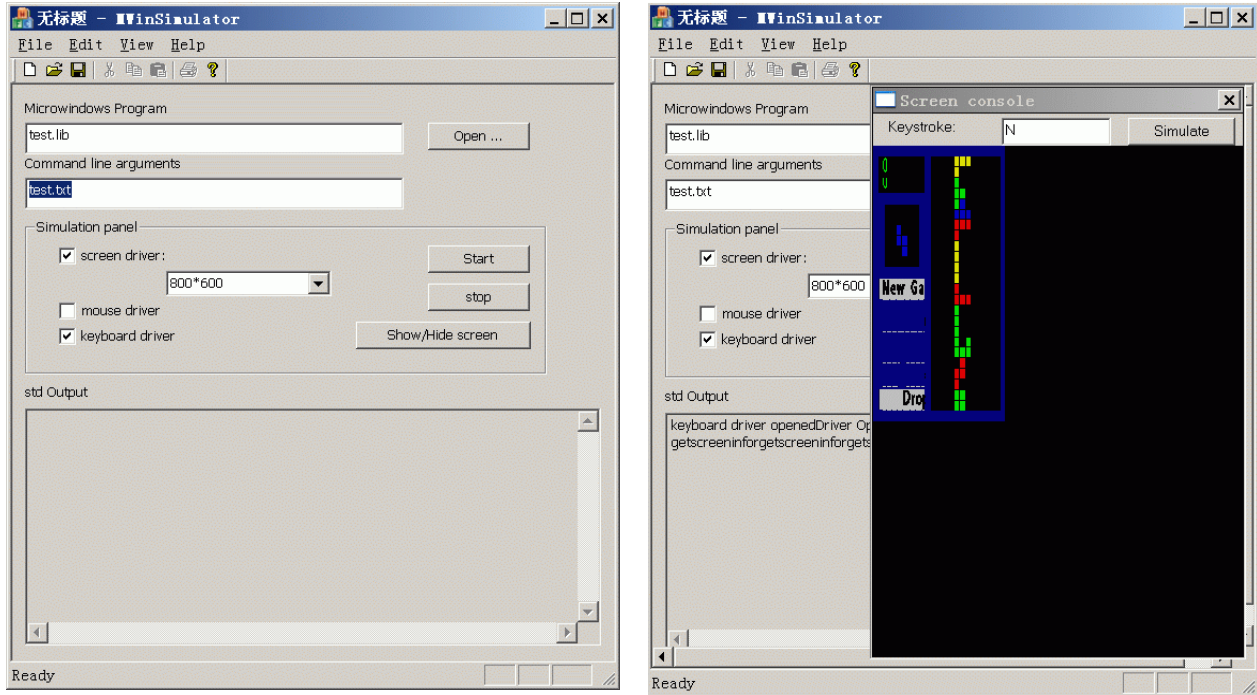 无标题 - MWinSimulator
File Edit View Help
Microwindows Program
test.lib
Open ...
Command line arguments
test.txt
Simulation panel
screen driver:
Start
800*600
stop
mouse driver
keyboard driver
Show/Hide screen
std Output
Ready
无标题 - MWinSimulator
File Edit View Help
Microwindows Program
test.lib
Command line arguments
test.txt
Simulation panel
screen driver:
800*600
mouse driver
keyboard driver
std Output
keyboard driver openedDriver Op
getscreeninforgetscreeninforgets
Ready
Screen console
Keystroke:
N
Simulate
0
New Ga
Dro